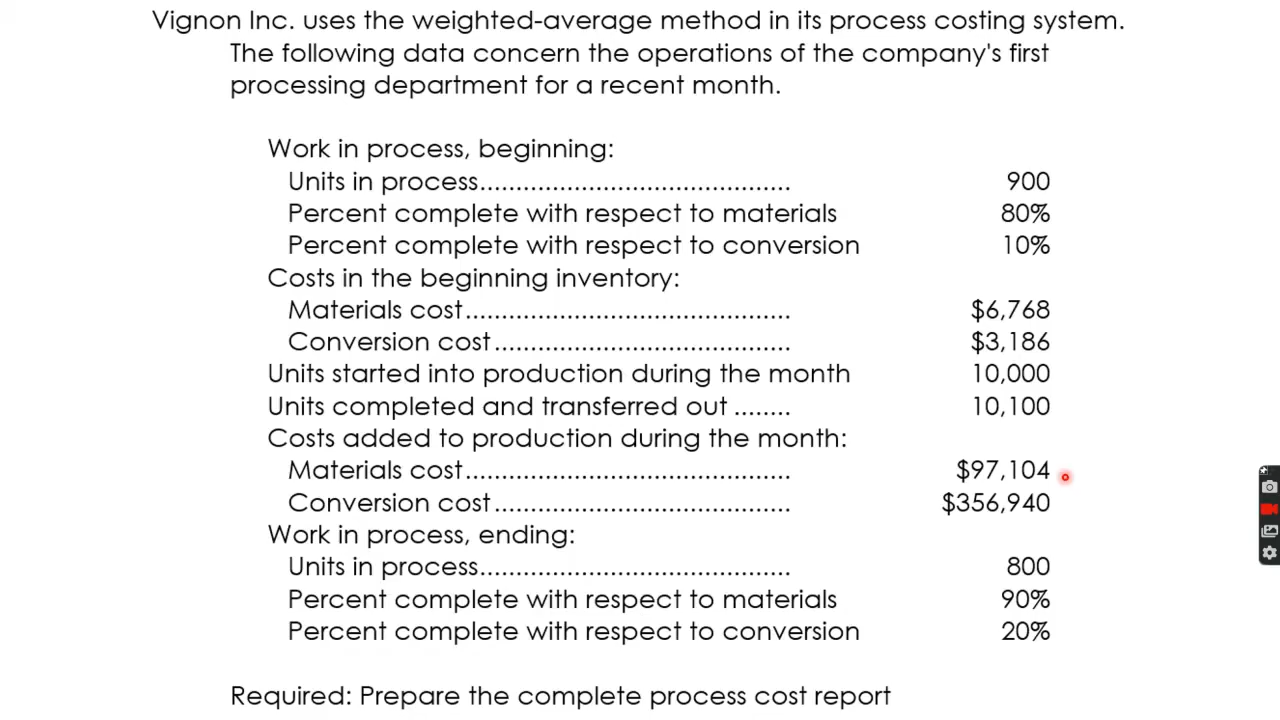 Vignon Inc. uses the weighted-average method in its process costing system.
The following data concern the operations of the company's first
processing department for a recent month.
Work in process, beginning:
Units in process.......................................... 900
Percent complete with respect to materials 80%
Percent complete with respect to conversion 10%
Costs in the beginning inventory:
Materials cost............................................ $6,768
Conversion cost........................................ $3,186
Units started into production during the month 10,000
Units completed and transferred out ........ 10,100
Costs added to production during the month:
Materials cost............................................ $97,104
Conversion cost........................................ $356,940
Work in process, ending:
Units in process.......................................... 800
Percent complete with respect to materials 90%
Percent complete with respect to conversion 20%
Required: Prepare the complete process cost report